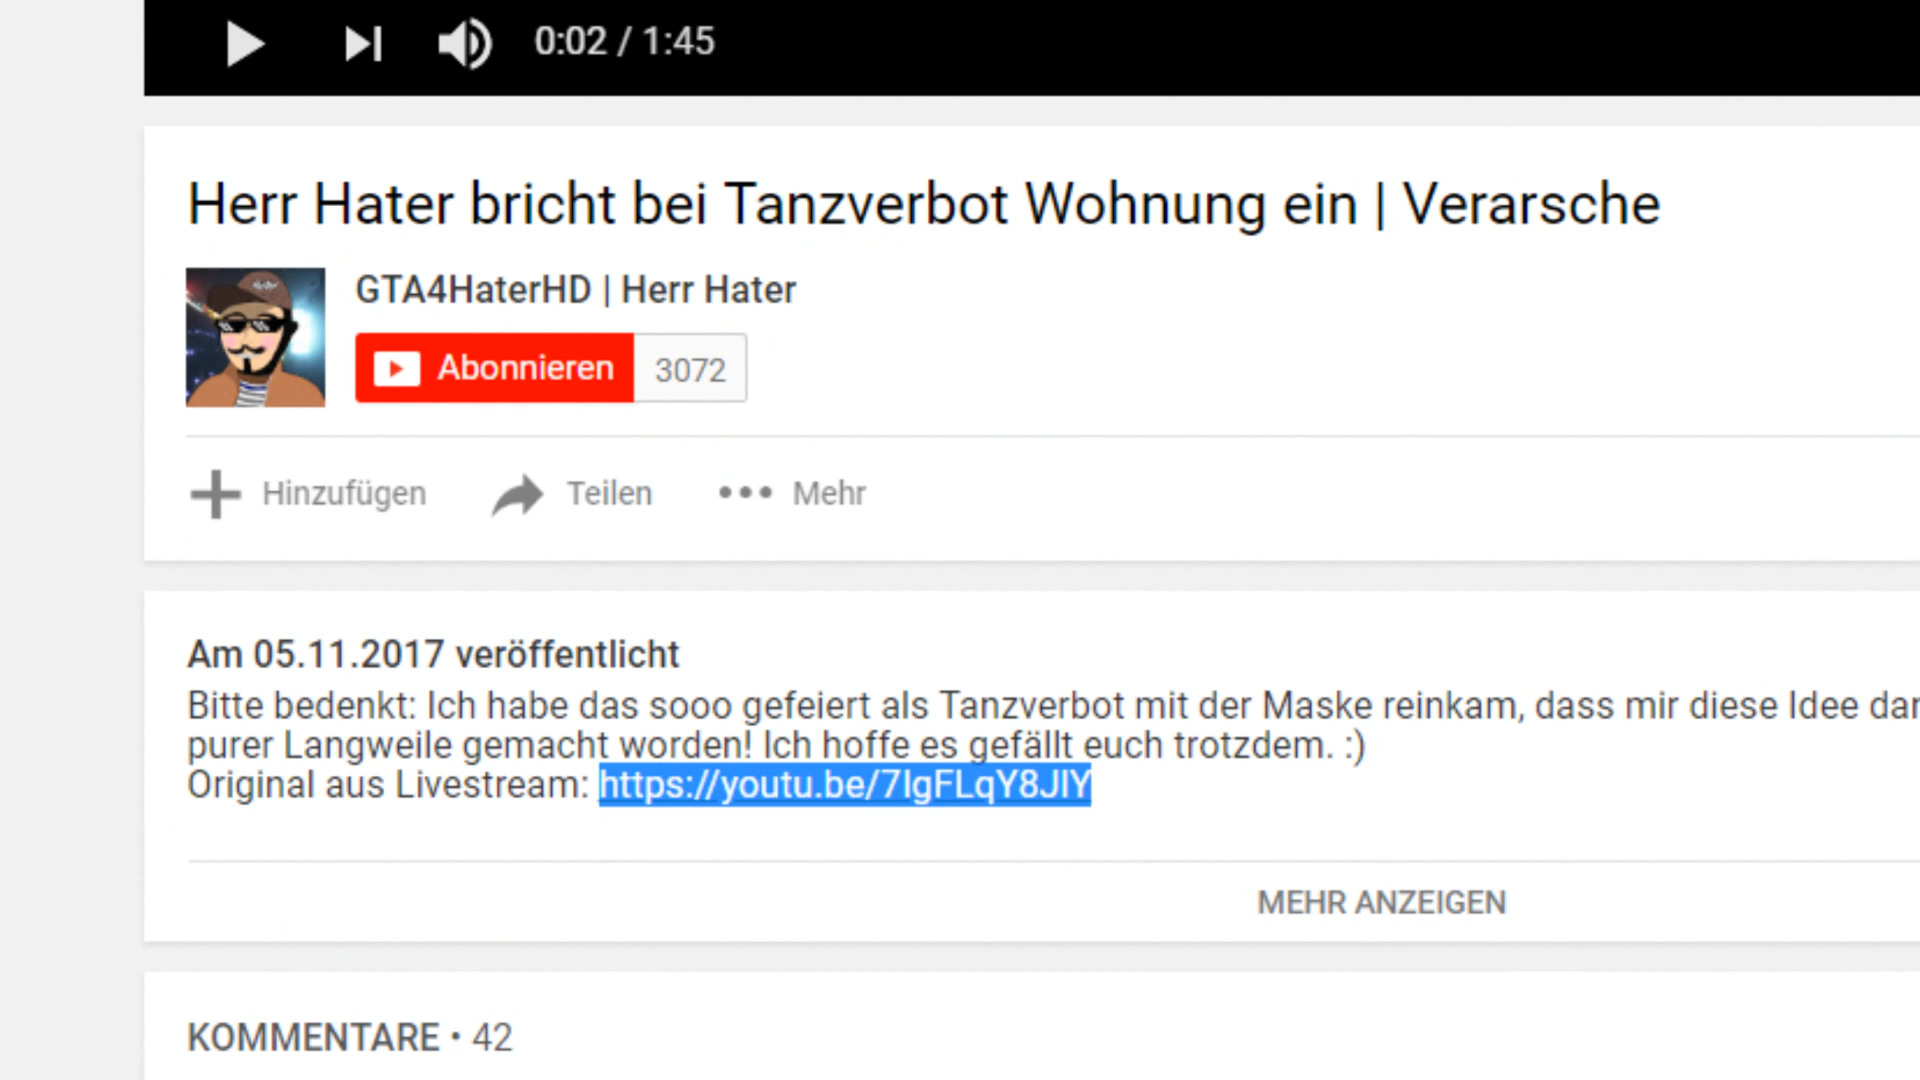 0:02 / 1:45
Herr Hater bricht bei Tanzverbot Wohnung ein | Verarsche
GTA4HaterHD | Herr Hater
Abonnieren 3072
Hinzufügen Teilen Mehr
Am 05.11.2017 veröffentlicht
Bitte bedenkt: Ich habe das sooo gefeiert als Tanzverbot mit der Maske reinkam, dass mir diese Idee
purer Langweile gemacht worden! Ich hoffe es gefällt euch trotzdem. :)
Original aus Livestream: https://youtu.be/7IgFLqY8JIY
MEHR ANZEIGEN
KOMMENTARE • 42